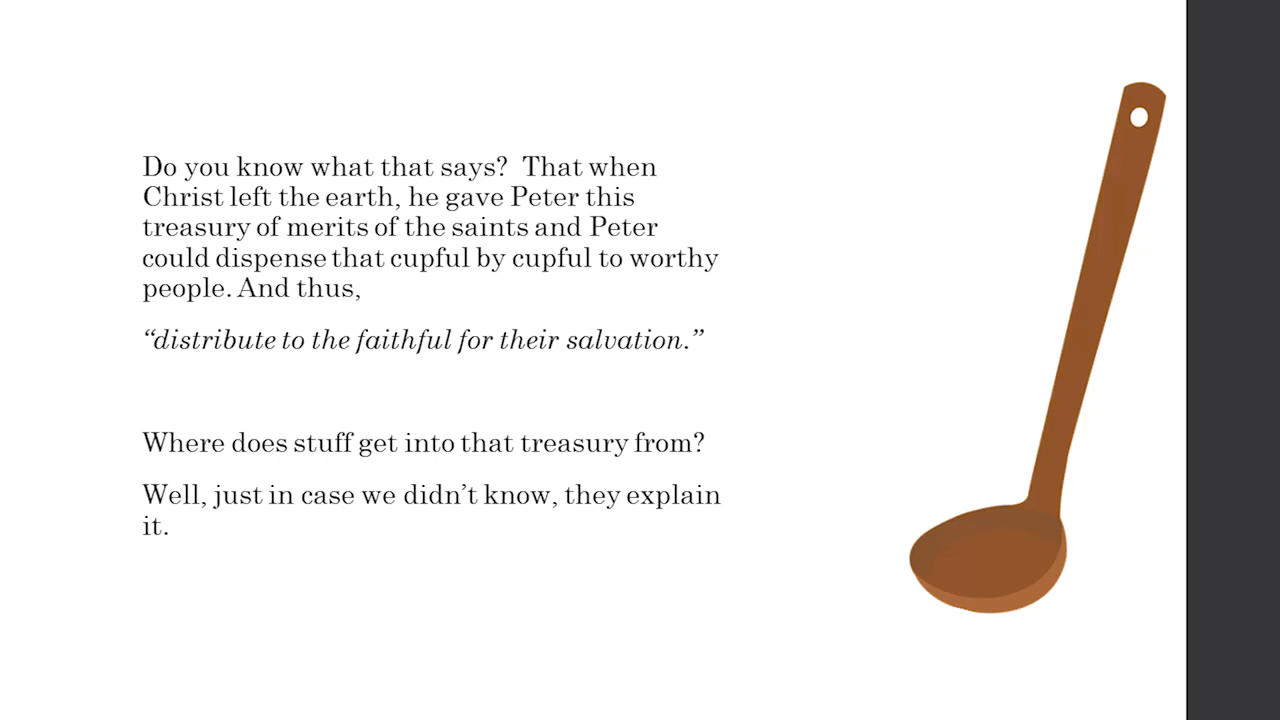 Do you know what that says?  That when
Christ left the earth, he gave Peter this
treasury of merits of the saints and Peter
could dispense that cupful by cupful to worthy
people. And thus,
“distribute to the faithful for their salvation.”
Where does stuff get into that treasury from?
Well, just in case we didn’t know, they explain
it.